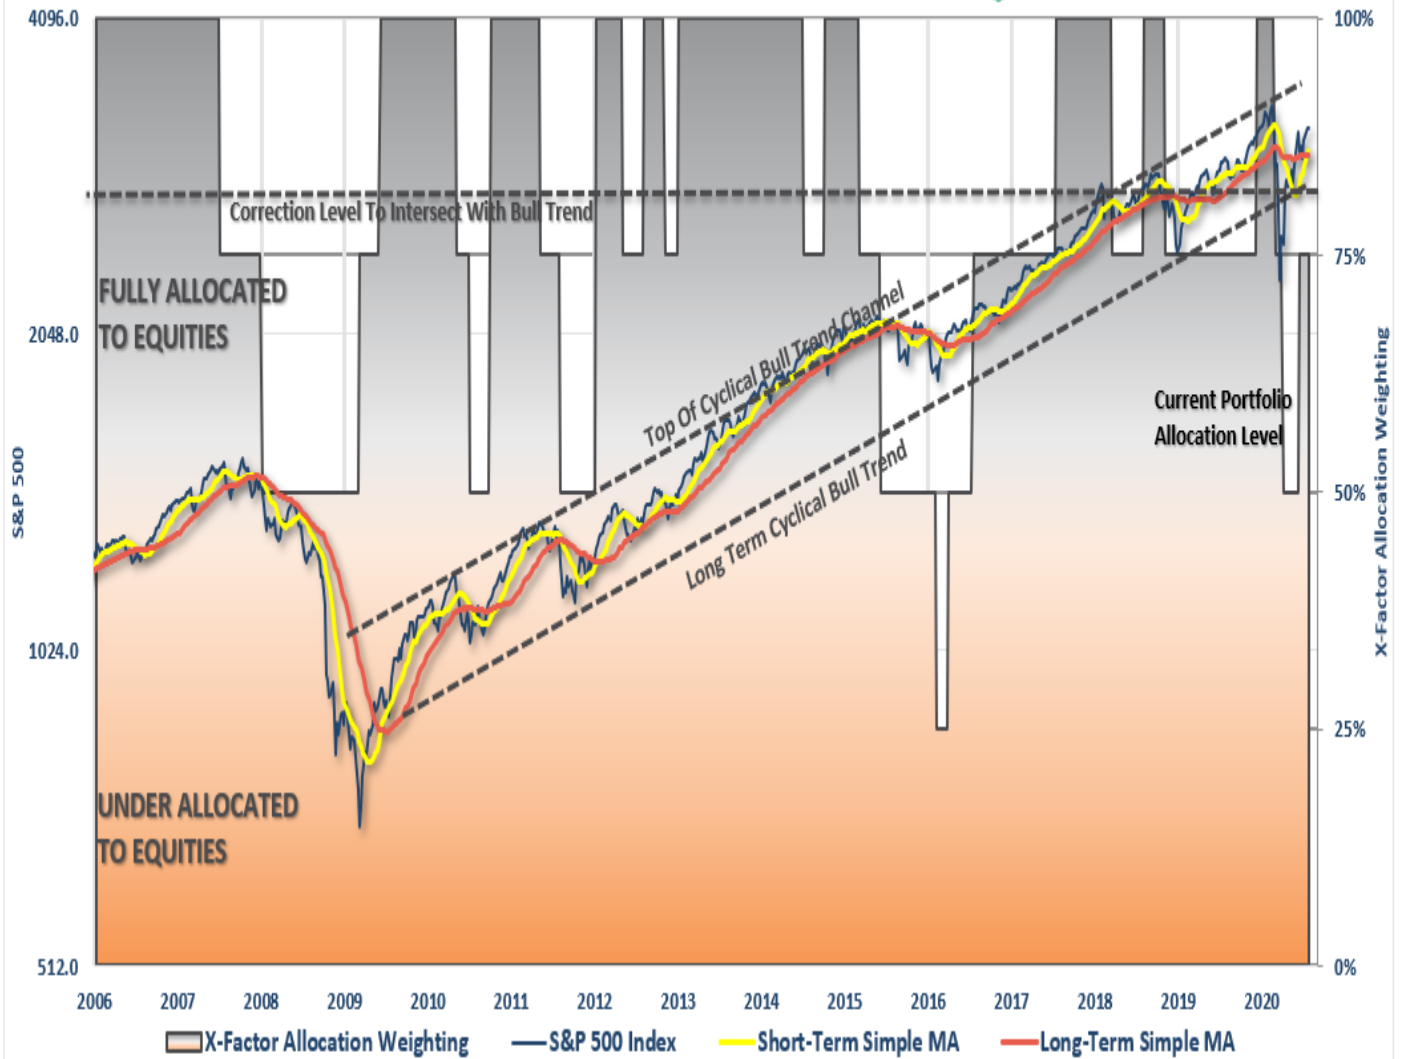 4096.0
100%
Correction Level To Intersect With Bull Trend
75%
FULLY ALLOCATED
TO EQUITIES
2048.0
Top Of Cyclical Bull Trend Channel
Current Portfolio
Allocation Level
Long Term Cyclical Bull Trend
S&P 500
X-Factor Allocation Weighting
50%
1024.0
25%
UNDER ALLOCATED
TO EQUITIES
512.0
0%
2006 2007 2008 2009 2010 2011 2012 2013 2014 2015 2016 2017 2018 2019 2020
X-Factor Allocation Weighting S&P 500 Index Short-Term Simple MA Long-Term Simple MA